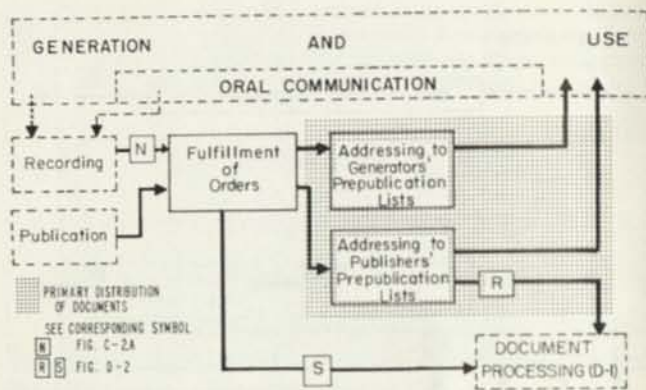 GENERATION AND USE
ORAL COMMUNICATION
Recording
N
Fulfillment
of
Orders
Addressing to
Generators'
Prepublication
Lists
Publication
Addressing to
Publishers'
Prepublication
Lists
R
PRIMARY DISTRIBUTION
OF DOCUMENTS
SEE CORRESPONDING SYMBOL
N FIG. C-2A
R S FIG. D-2
S
DOCUMENT
PROCESSING (D-1)